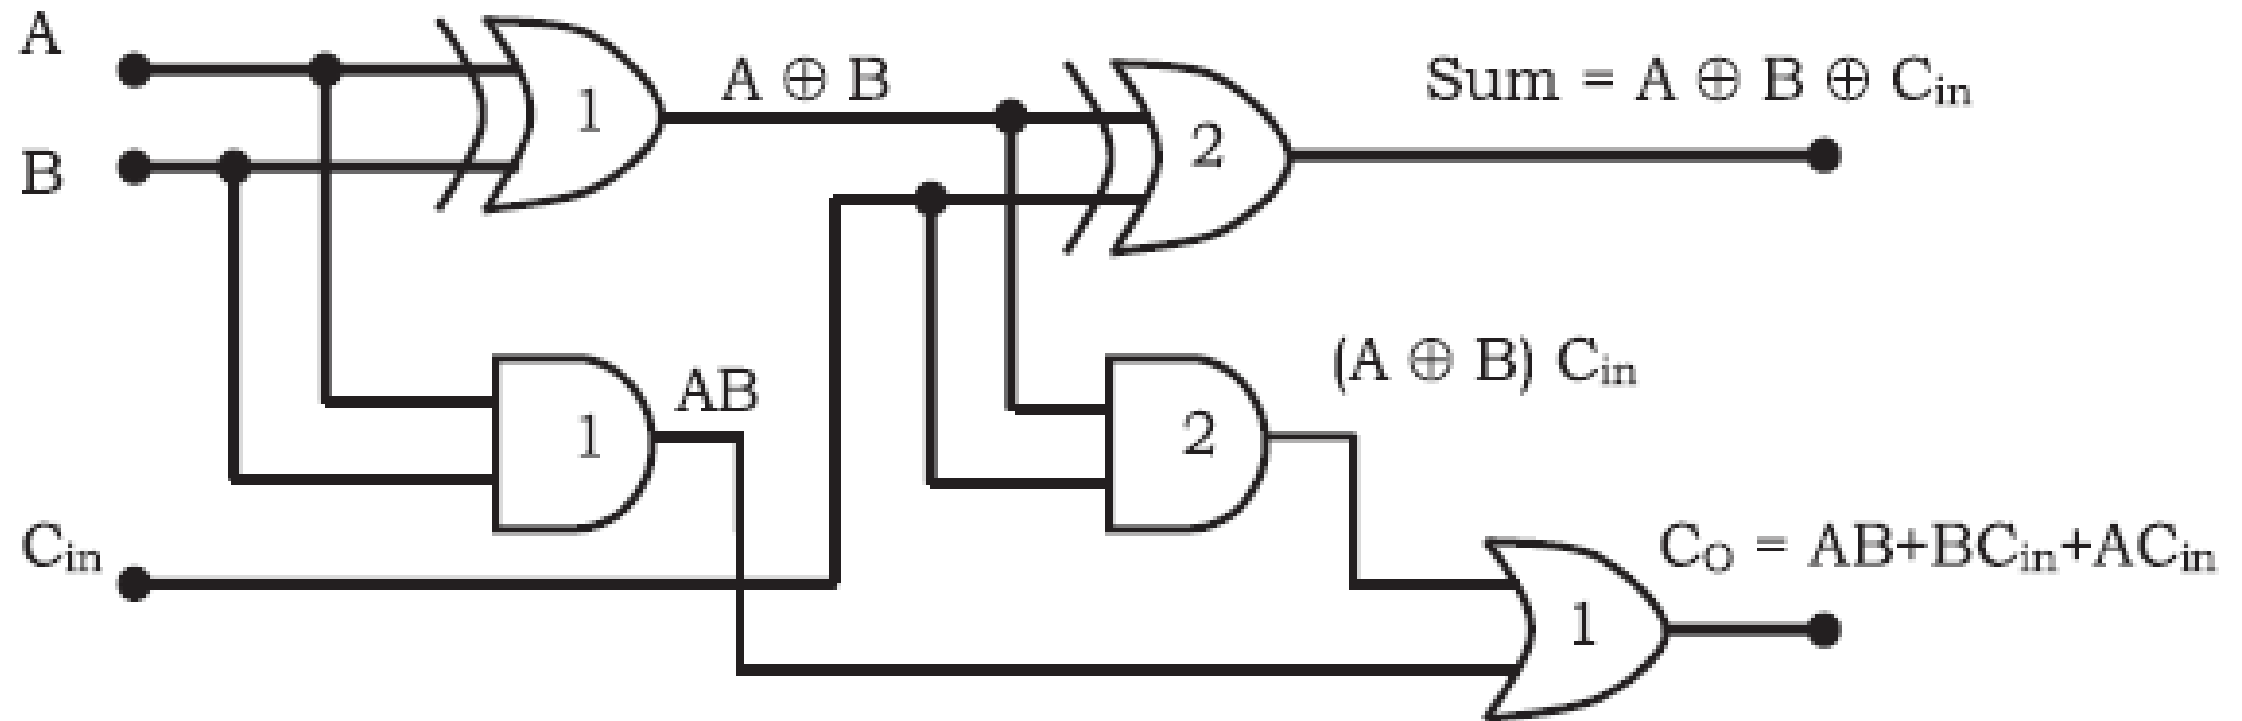 A
1
A ⊕ B
2
Sum = A ⊕ B ⊕ Cin
B
1
AB
2
(A ⊕ B) Cin
Cin
1
CO = AB+BCin+ACin